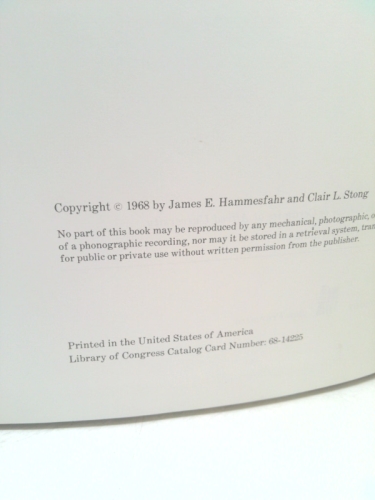 Copyright © 1968 by James E. Hammesfahr and Clair L. Stong
No part of this book may be reproduced by any mechanical, photographic,
of a phonographic recording, nor may it be stored in a retrieval system,
for public or private use without written permission from the publisher.
Printed in the United States of America
Library of Congress Catalog Card Number: 68-14225